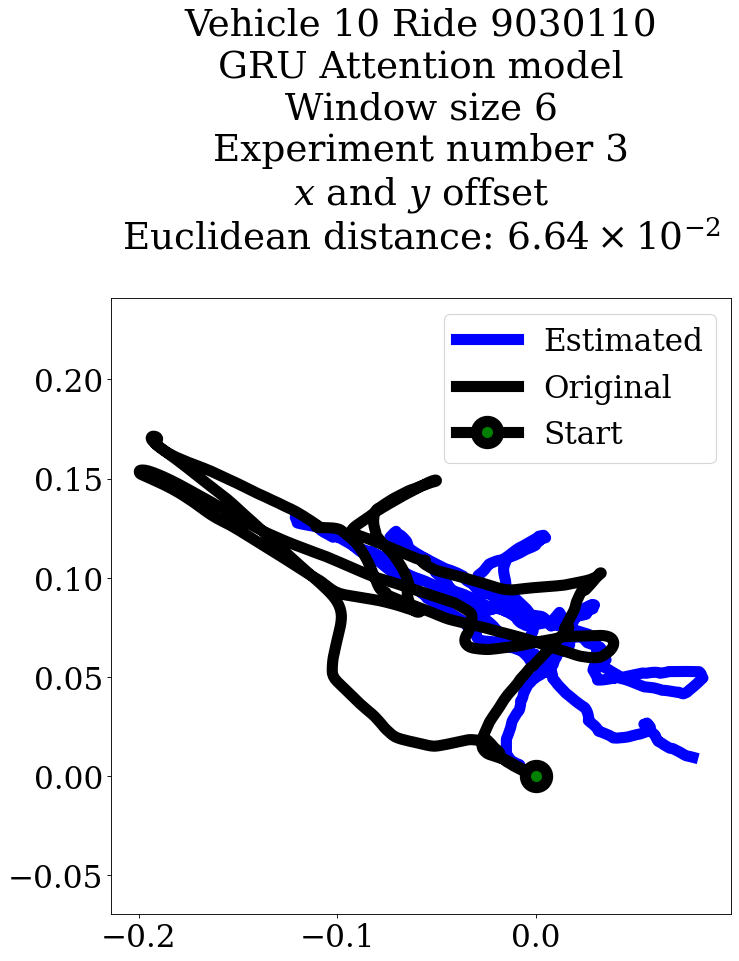 Vehicle 10 Ride 9030110
GRU Attention model
Window size 6
Experiment number 3
x and y offset
Euclidean distance: 6.64 × 10⁻²
Estimated
Original
Start
0.20
0.15
0.10
0.05
0.00
−0.05
−0.2 −0.1 0.0